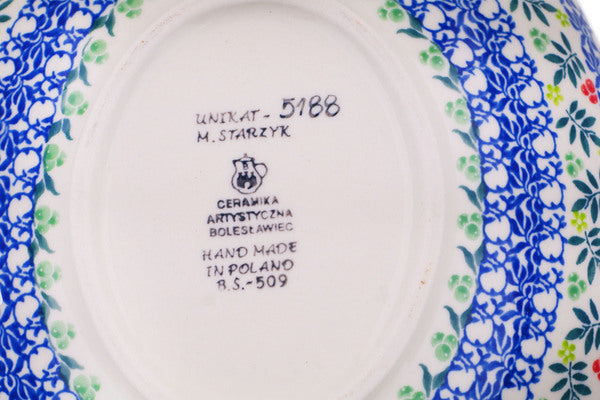 UNIKAT - 5188
M. STARZYK
CERAMIKA
ARTYSTYCZNA
BOLESŁAWIEC
HAND MADE
IN POLAND
B.S.-509